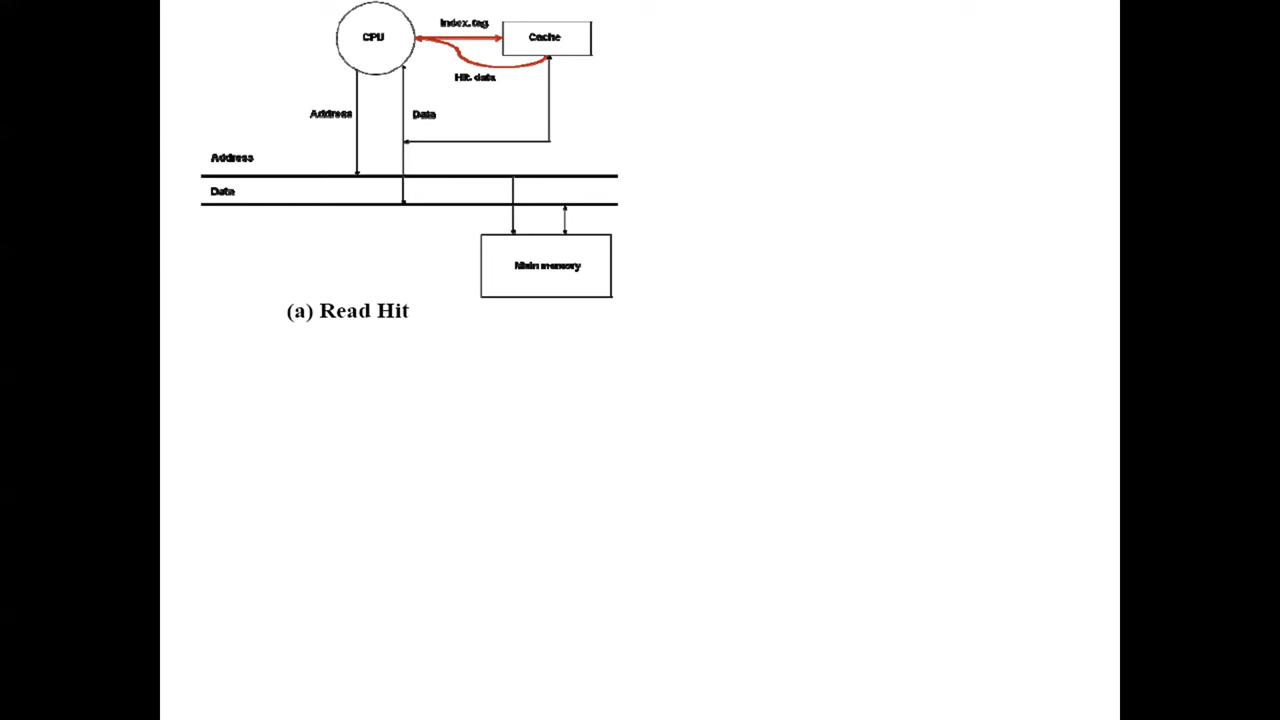 Index, tag
CPU
Cache
Hit, data
Address
Data
Address
Data
Main memory
(a) Read Hit